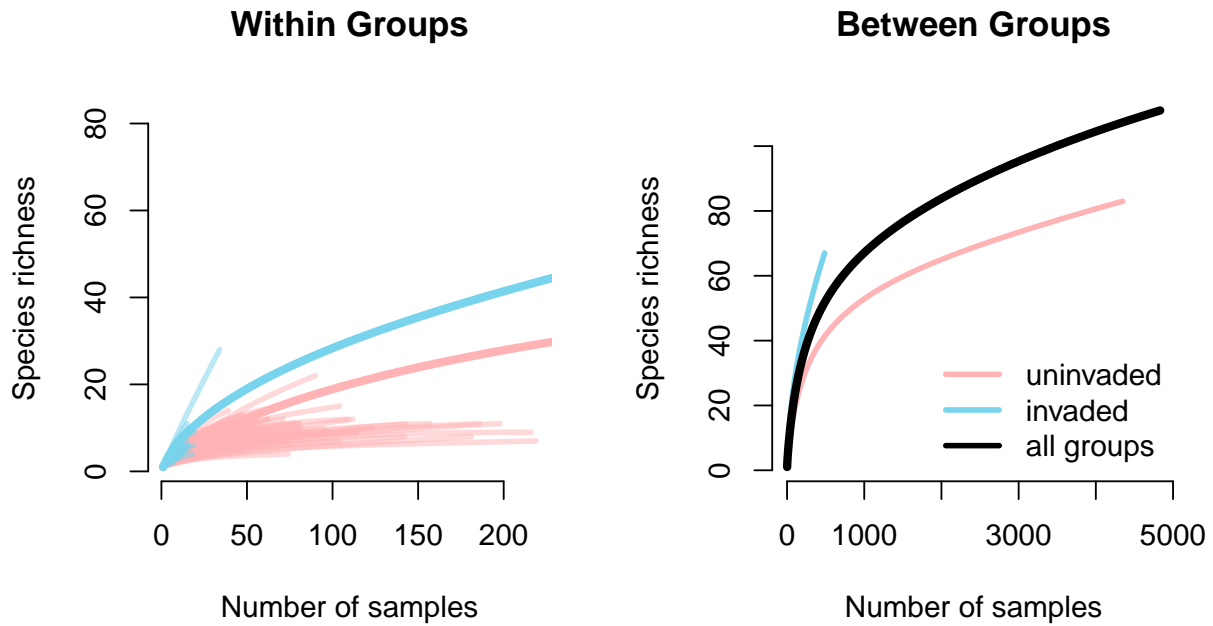 Within Groups
Species richness
0
20
40
60
80
0 50 100 150 200
Number of samples
Between Groups
Species richness
0
20
40
60
80
uninvaded
invaded
all groups
0 1000 3000 5000
Number of samples